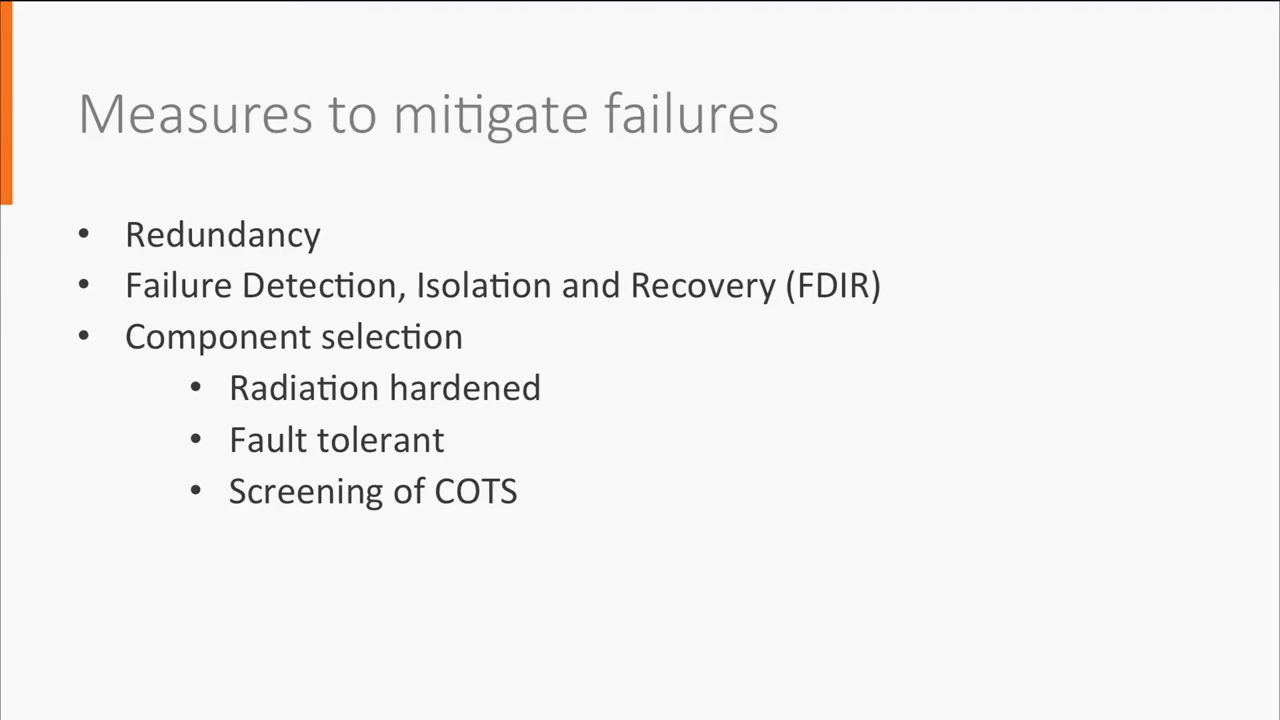 Measures to mitigate failures
• Redundancy
• Failure Detection, Isolation and Recovery (FDIR)
• Component selection
• Radiation hardened
• Fault tolerant
• Screening of COTS